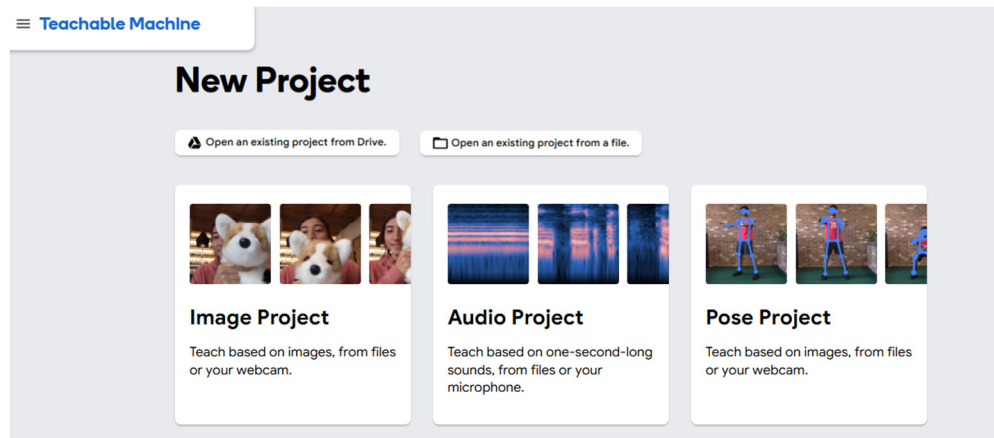 Teachable Machine
New Project
Open an existing project from Drive.
Open an existing project from a file.
Image Project
Teach based on images, from files
or your webcam.
Audio Project
Teach based on one-second-long
sounds, from files or your
microphone.
Pose Project
Teach based on images, from files
or your webcam.